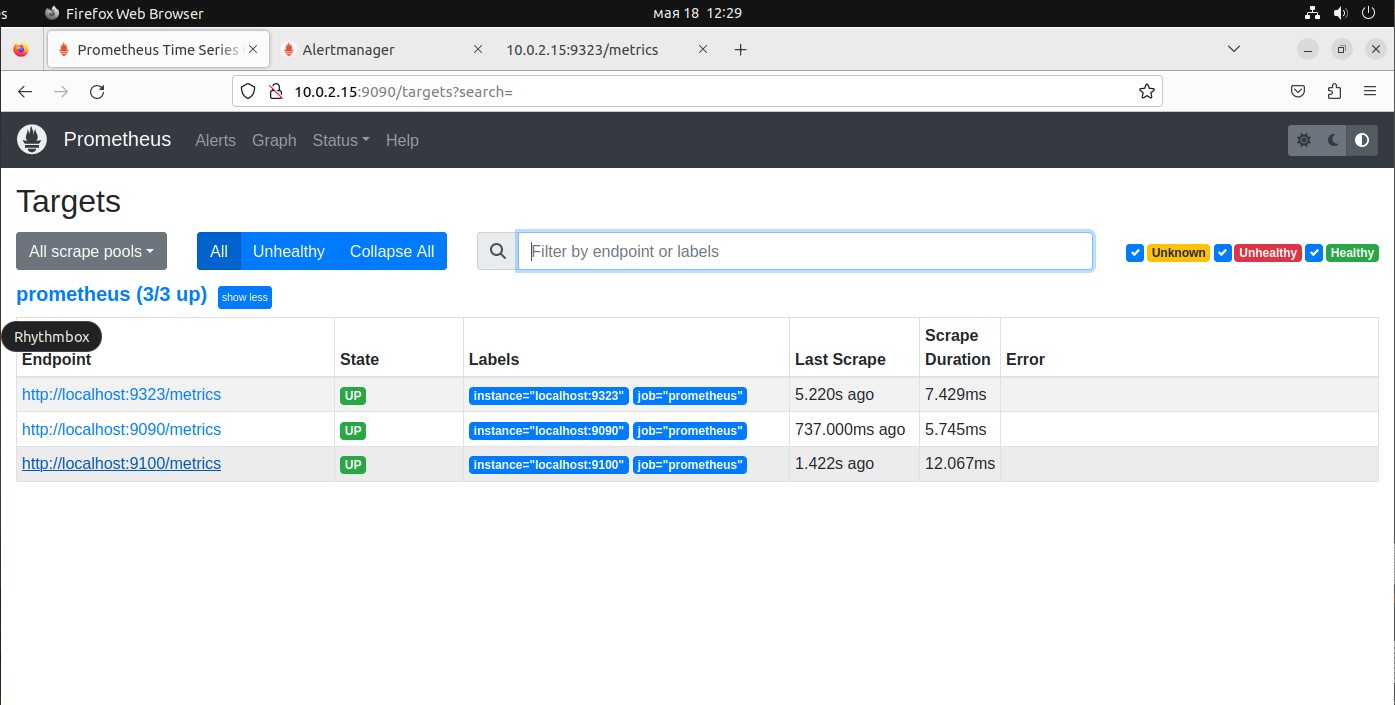 s Firefox Web Browser мая 18 12:29
Prometheus Time Series Alertmanager 10.0.2.15:9323/metrics
10.0.2.15:9090/targets?search=
Prometheus Alerts Graph Status Help
Targets
All scrape pools All Unhealthy Collapse All Filter by endpoint or labels Unknown Unhealthy Healthy
prometheus (3/3 up) show less
Rhythmbox
Scrape
Endpoint State Labels Last Scrape Duration Error
http://localhost:9323/metrics UP instance="localhost:9323" job="prometheus" 5.220s ago 7.429ms
http://localhost:9090/metrics UP instance="localhost:9090" job="prometheus" 737.000ms ago 5.745ms
http://localhost:9100/metrics UP instance="localhost:9100" job="prometheus" 1.422s ago 12.067ms